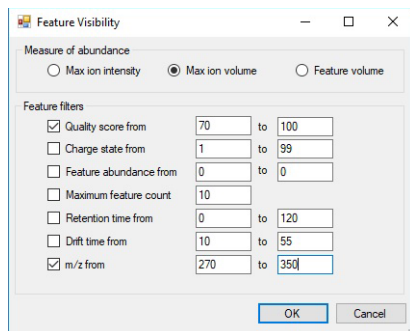 Feature Visibility
Measure of abundance
Max ion intensity Max ion volume Feature volume
Feature filters
Quality score from 70 to 100
Charge state from 1 to 99
Feature abundance from 0 to 0
Maximum feature count 10
Retention time from 0 to 120
Drift time from 10 to 55
m/z from 270 to 350
OK Cancel